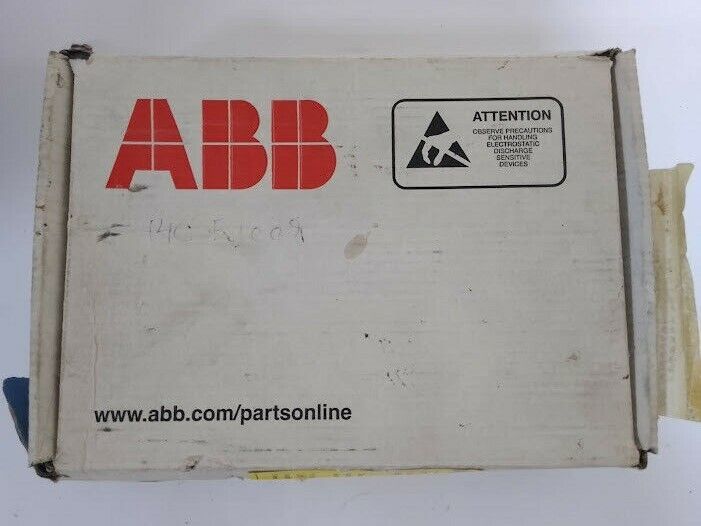 ABB
ATTENTION
OBSERVE PRECAUTIONS
FOR HANDLING
ELECTROSTATIC
DISCHARGE
SENSITIVE
DEVICES
www.abb.com/partsonline